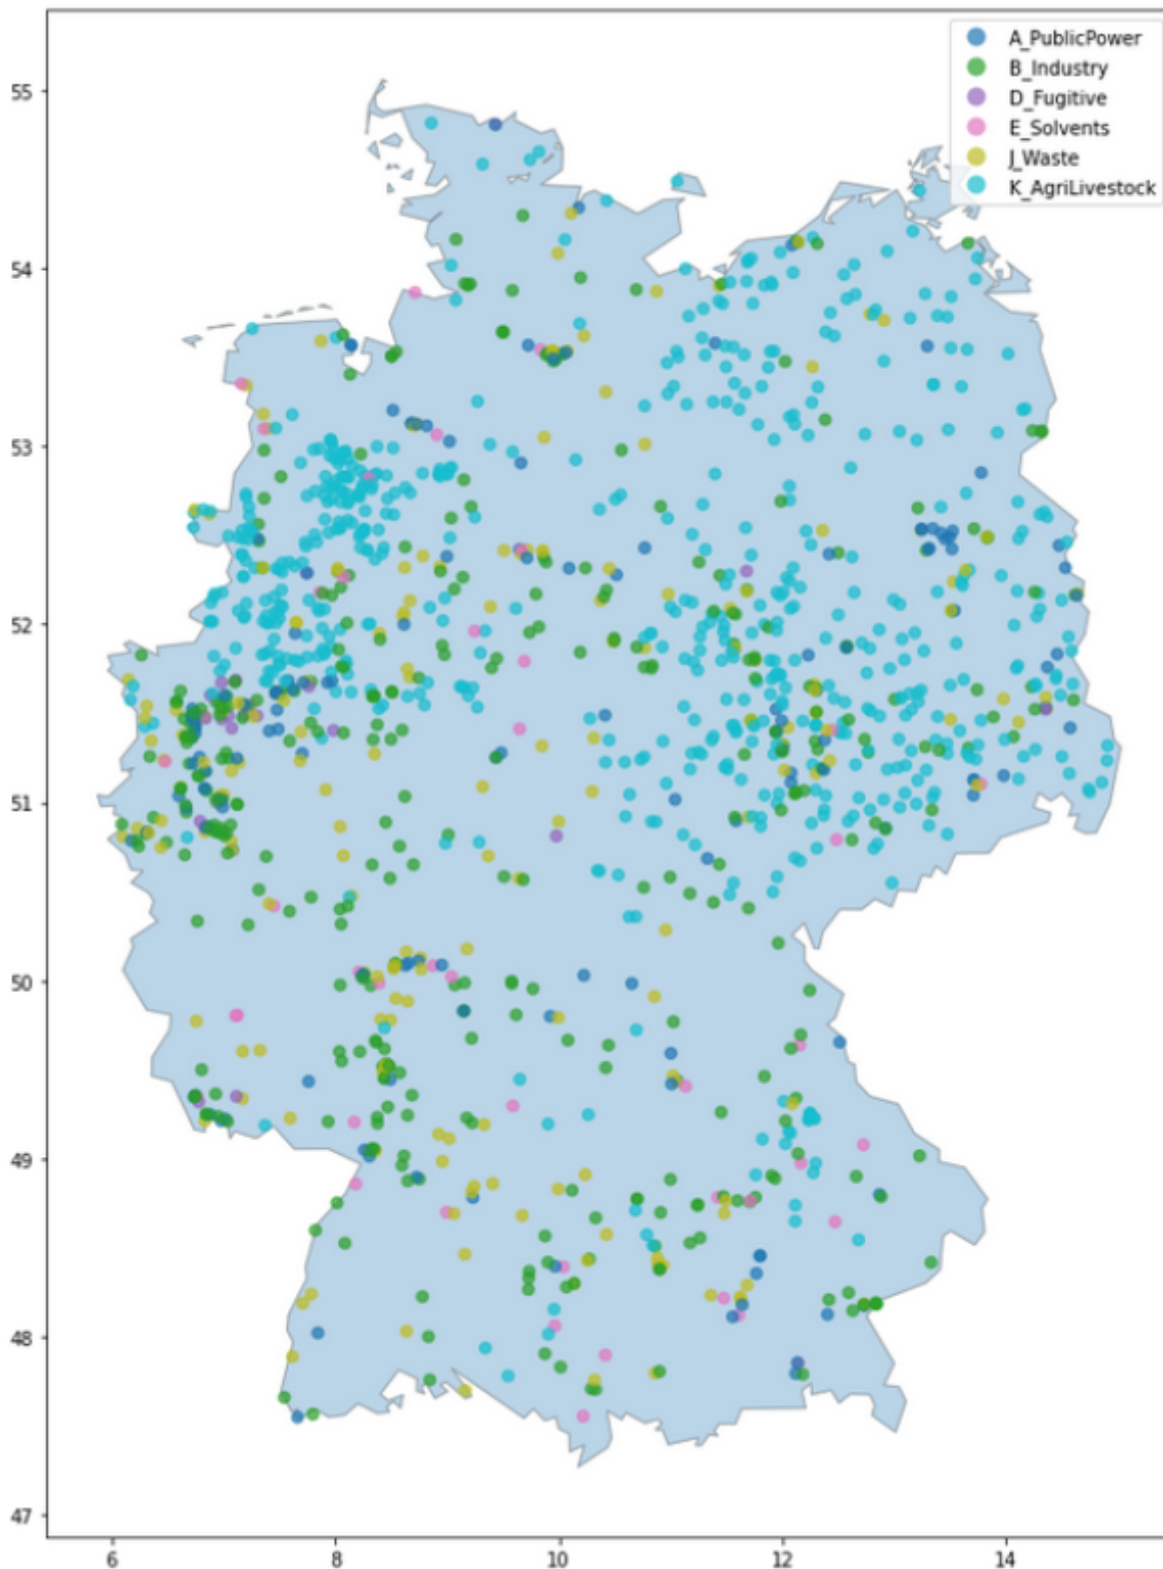 A_PublicPower
B_Industry
D_Fugitive
E_Solvents
J_Waste
K_AgriLivestock
55
54
53
52
51
50
49
48
47
6 8 10 12 14